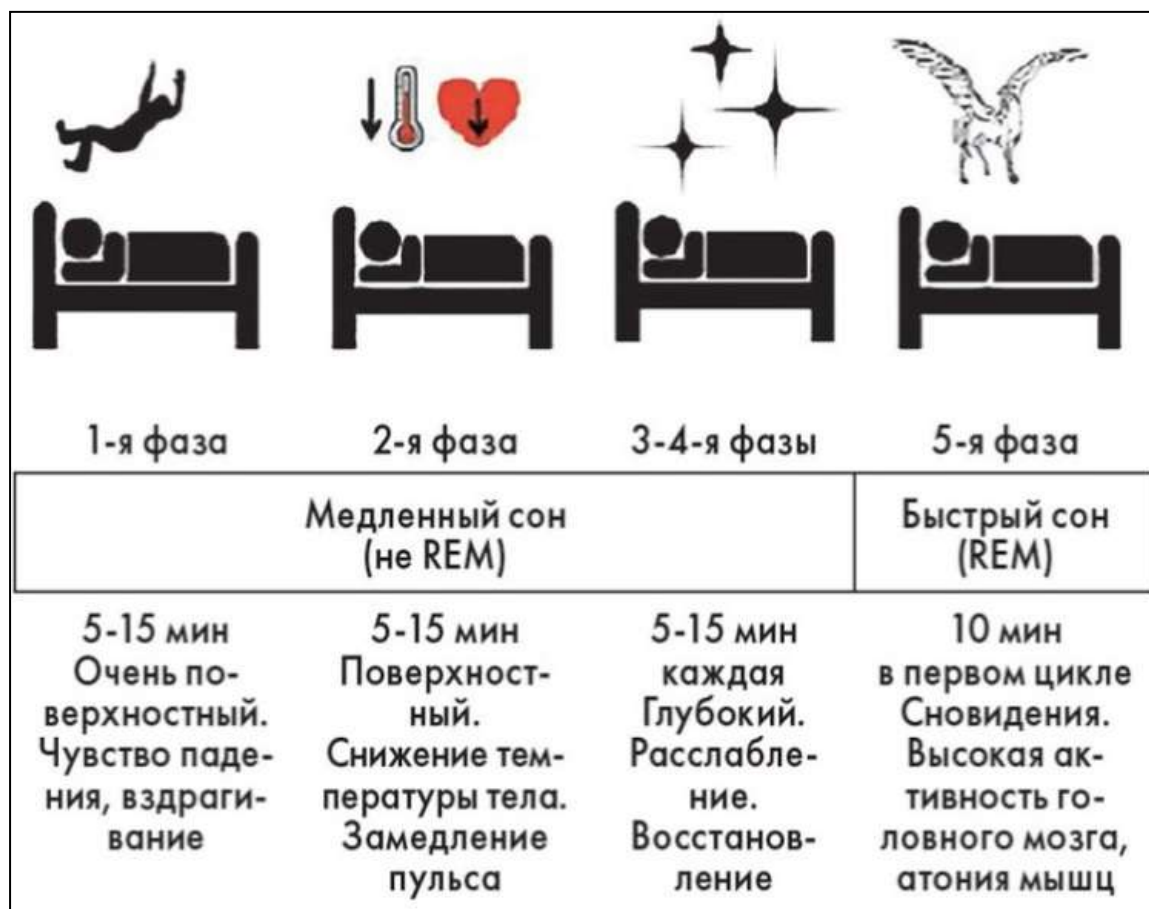 1-я фаза
2-я фаза
3-4-я фазы
5-я фаза
Медленный сон
(не REM)
Быстрый сон
(REM)
5-15 мин
Очень по-
верхностный.
Чувство паде-
ния, вздраги-
вание
5-15 мин
Поверхност-
ный.
Снижение тем-
пературы тела.
Замедление
пульса
5-15 мин
каждая
Глубокий.
Расслабле-
ние.
Восстанов-
ление
10 мин
в первом цикле
Сновидения.
Высокая ак-
тивность го-
ловного мозга,
атония мышц